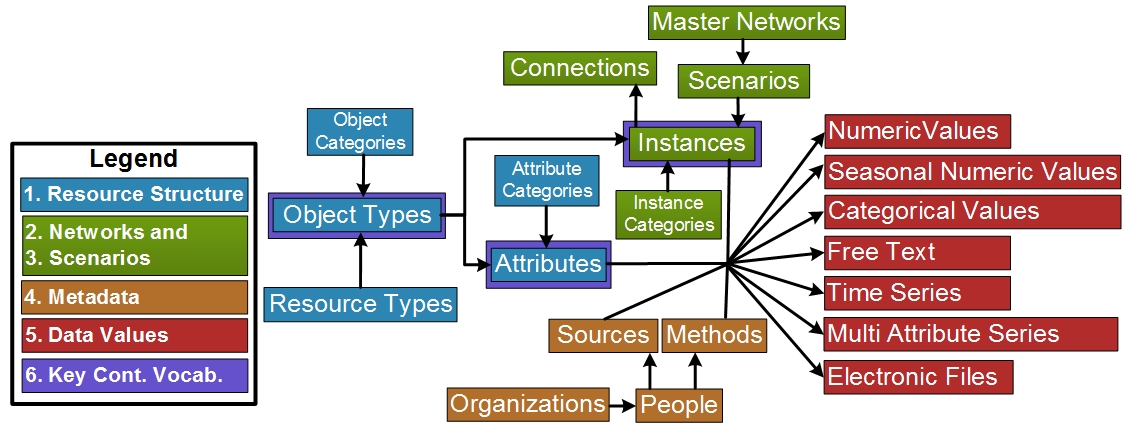 Master Networks
Connections
Scenarios
Object
Categories
Instances
NumericValues
Legend
Attribute
Categories
Seasonal Numeric Values
1. Resource Structure
Object Types
Instance
Categories
Categorical Values
2. Networks and
3. Scenarios
Attributes
Free Text
4. Metadata
Resource Types
Time Series
5. Data Values
Sources
Methods
Multi Attribute Series
6. Key Cont. Vocab.
Organizations
People
Electronic Files